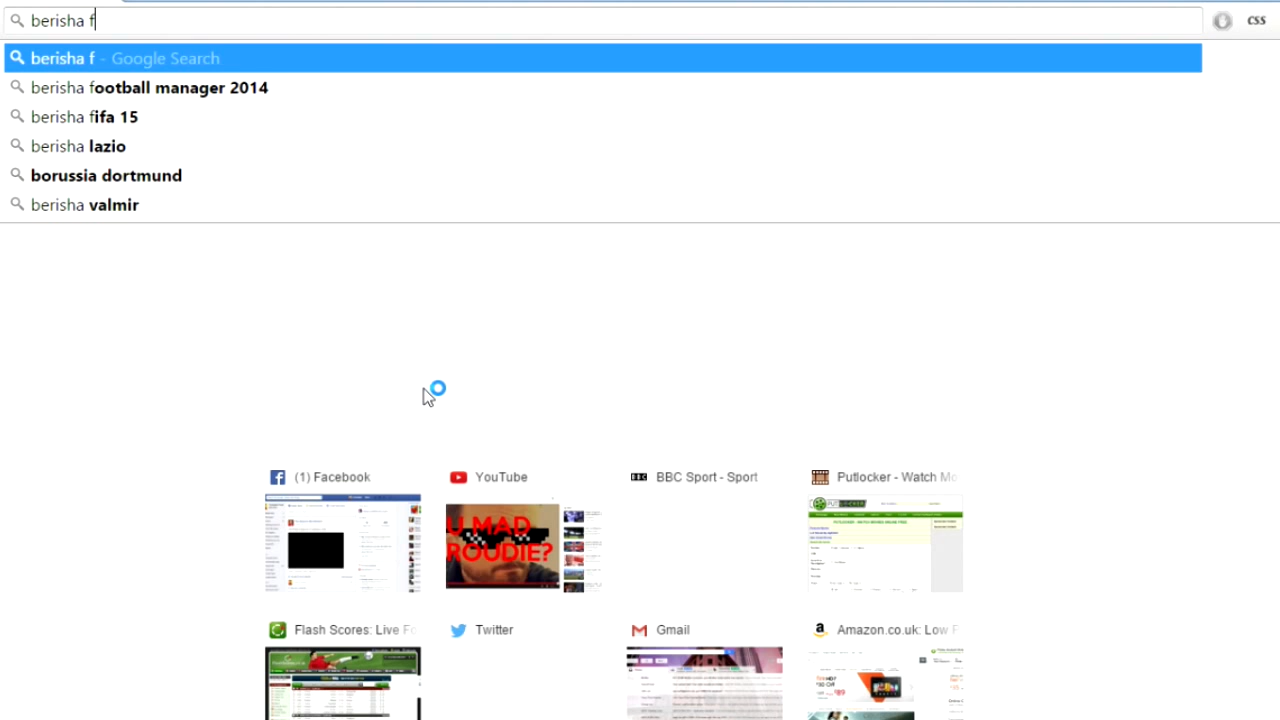 berisha f
CSS
berisha f - Google Search
berisha football manager 2014
berisha fifa 15
berisha lazio
borussia dortmund
berisha valmir
(1) Facebook
YouTube
BBC Sport - Sport
Putlocker - Watch Mo
U MAD
ROUDIE?
Flash Scores: Live Fo
Twitter
Gmail
Amazon.co.uk: Low F